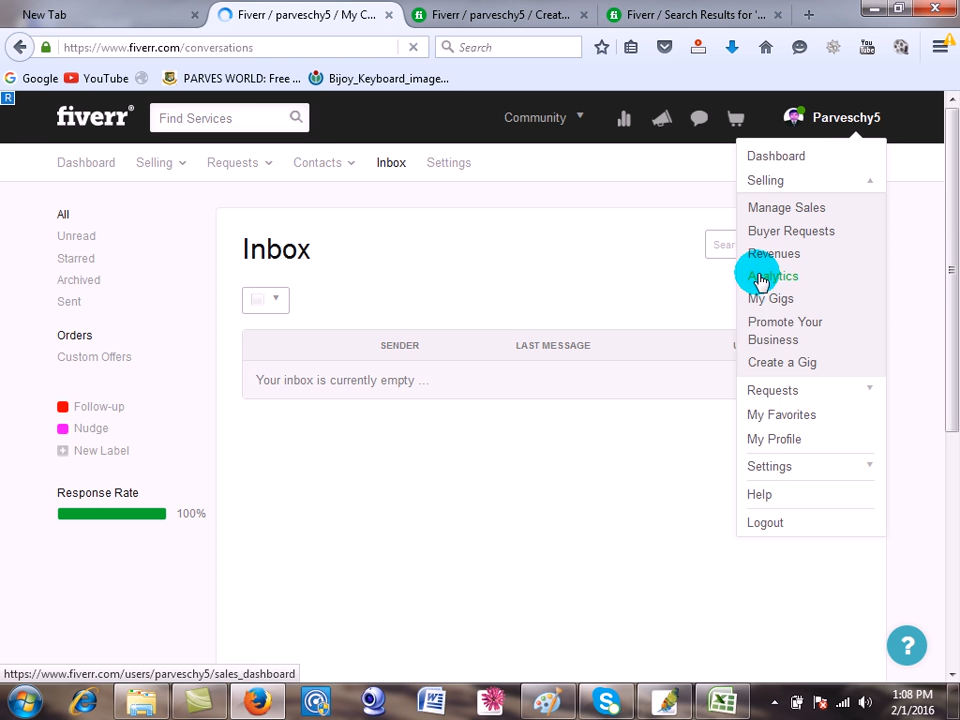 New Tab
Fiverr / parveschy5 / My C...
Fiverr / parveschy5 / Creat...
Fiverr / Search Results for '...
https://www.fiverr.com/conversations
Search
You
Tube
Google
YouTube
PARVES WORLD: Free ...
Bijoy_Keyboard_image...
R
fiverr®
Find Services
Community
Parveschy5
Dashboard
Selling
Requests
Contacts
Inbox
Settings
Dashboard
Selling
Manage Sales
Buyer Requests
Revenues
Analytics
My Gigs
Promote Your
Business
Create a Gig
Requests
My Favorites
My Profile
Settings
Help
Logout
All
Unread
Starred
Archived
Sent
Orders
Custom Offers
Follow-up
Nudge
New Label
Response Rate
100%
Inbox
Sear
SENDER
LAST MESSAGE
U
Your inbox is currently empty ...
?
https://www.fiverr.com/users/parveschy5/sales_dashboard
1:08 PM
2/1/2016